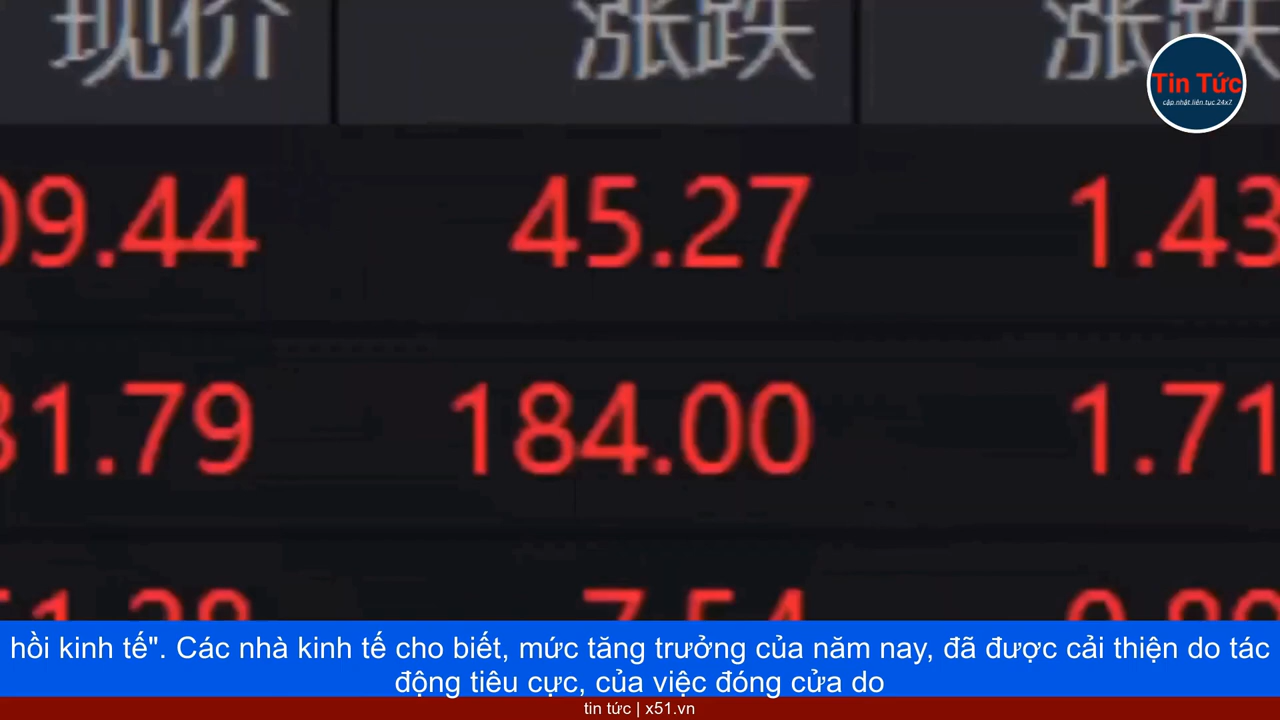 现价 涨跌 涨跌
Tin Tức
cập nhật liên tục 24x7
09.44 45.27 1.43
81.79 184.00 1.71
7.54
hồi kinh tế". Các nhà kinh tế cho biết, mức tăng trưởng của năm nay, đã được cải thiện do tác
động tiêu cực, của việc đóng cửa do
tin tức | x51.vn